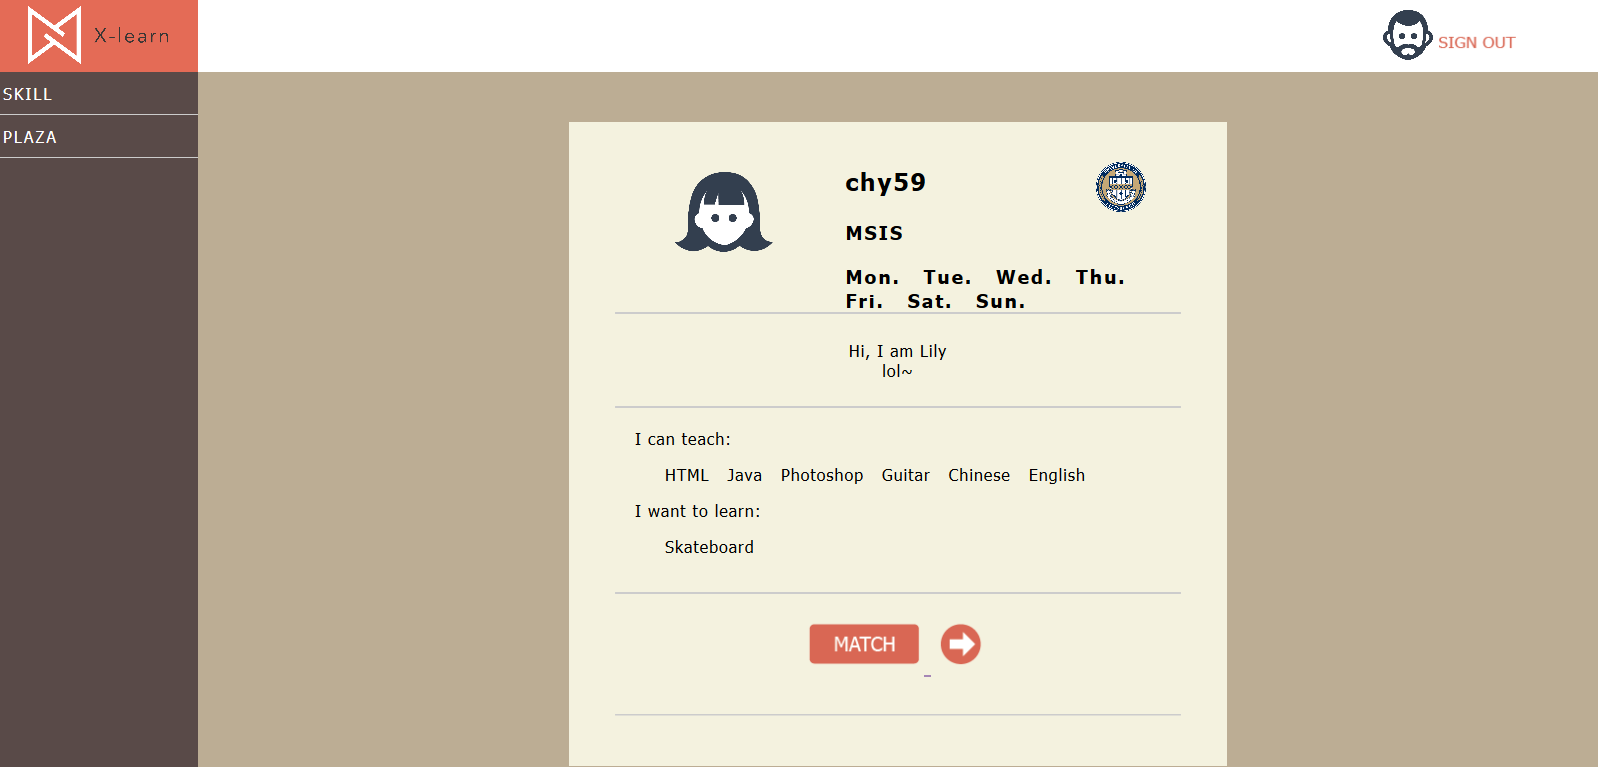 X-learn
SIGN OUT
SKILL
PLAZA
chy59
MSIS
Mon. Tue. Wed. Thu.
Fri. Sat. Sun.
Hi, I am Lily
lol~
I can teach:
HTML Java Photoshop Guitar Chinese English
I want to learn:
Skateboard
MATCH